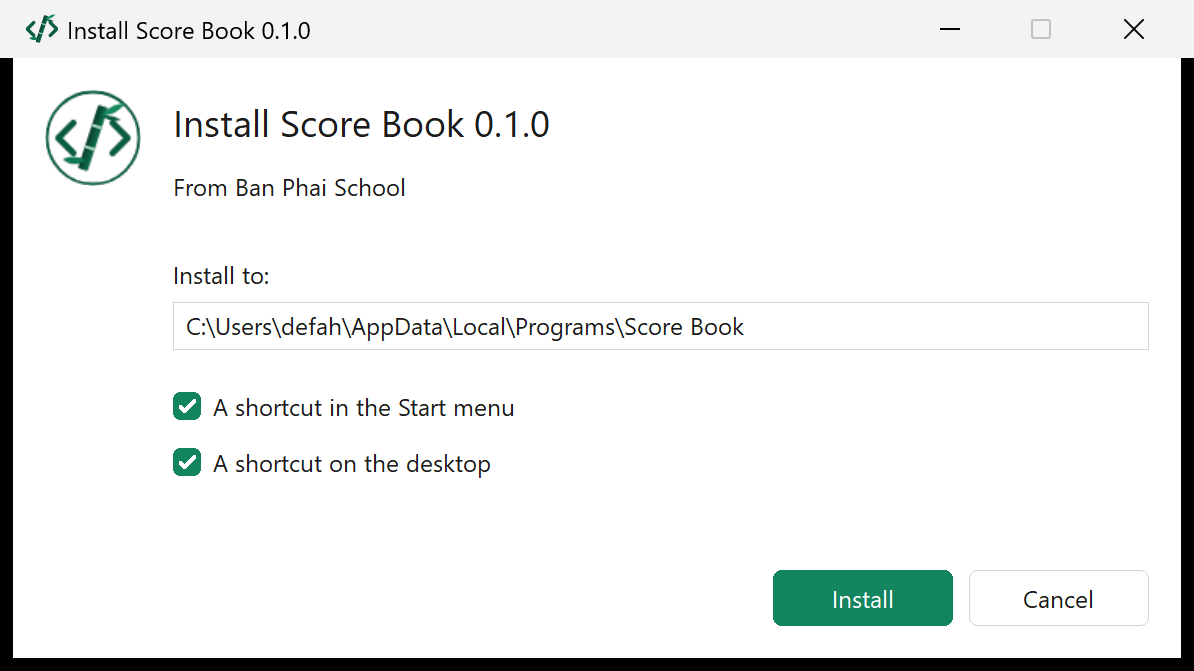 Install Score Book 0.1.0
Install Score Book 0.1.0
From Ban Phai School
Install to:
C:\Users\defah\AppData\Local\Programs\Score Book
A shortcut in the Start menu
A shortcut on the desktop
Install
Cancel